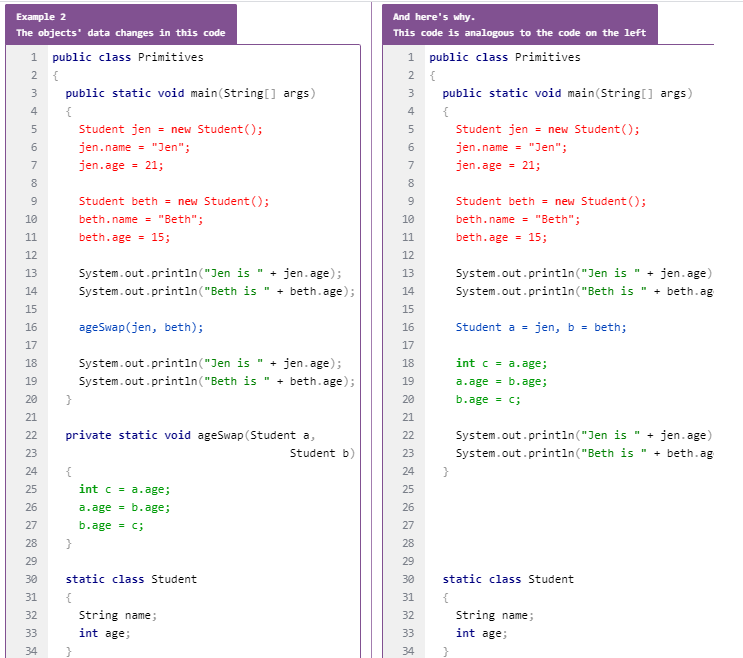 Example 2
The objects' data changes in this code
1 public class Primitives
2 {
3 public static void main(String[] args)
4 {
5 Student jen = new Student();
6 jen.name = "Jen";
7 jen.age = 21;
8
9 Student beth = new Student();
10 beth.name = "Beth";
11 beth.age = 15;
12
13 System.out.println("Jen is " + jen.age);
14 System.out.println("Beth is " + beth.age);
15
16 ageSwap(jen, beth);
17
18 System.out.println("Jen is " + jen.age);
19 System.out.println("Beth is " + beth.age);
20 }
21
22 private static void ageSwap(Student a,
23 Student b)
24 {
25 int c = a.age;
26 a.age = b.age;
27 b.age = c;
28 }
29
30 static class Student
31 {
32 String name;
33 int age;
34 }
And here's why.
This code is analogous to the code on the left
1 public class Primitives
2 {
3 public static void main(String[] args)
4 {
5 Student jen = new Student();
6 jen.name = "Jen";
7 jen.age = 21;
8
9 Student beth = new Student();
10 beth.name = "Beth";
11 beth.age = 15;
12
13 System.out.println("Jen is " + jen.age)
14 System.out.println("Beth is " + beth.ag
15
16 Student a = jen, b = beth;
17
18 int c = a.age;
19 a.age = b.age;
20 b.age = c;
21
22 System.out.println("Jen is " + jen.age)
23 System.out.println("Beth is " + beth.ag
24 }
25
26
27
28
29
30 static class Student
31 {
32 String name;
33 int age;
34 }